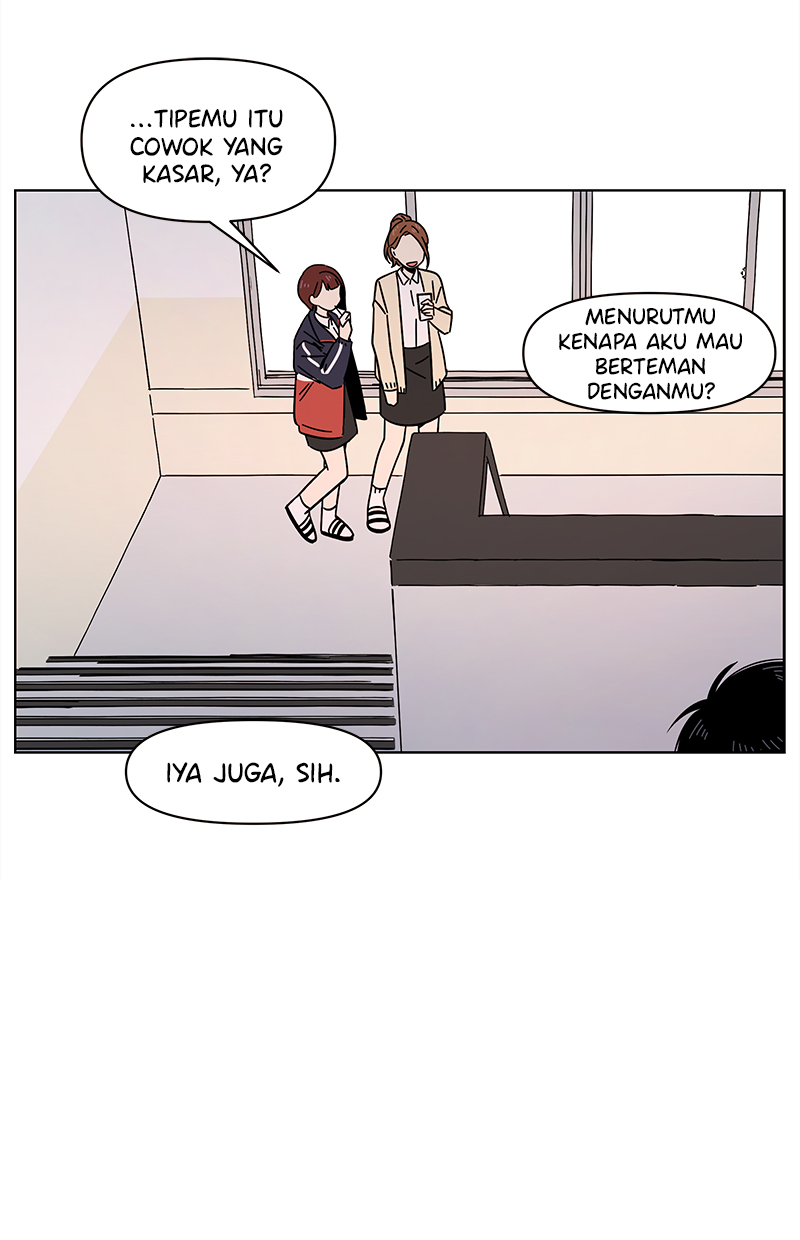 ...TIPEMU ITU
COWOK YANG
KASAR, YA?
MENURUTMU
KENAPA AKU MAU
BERTEMAN
DENGANMU?
IYA JUGA, SIH.